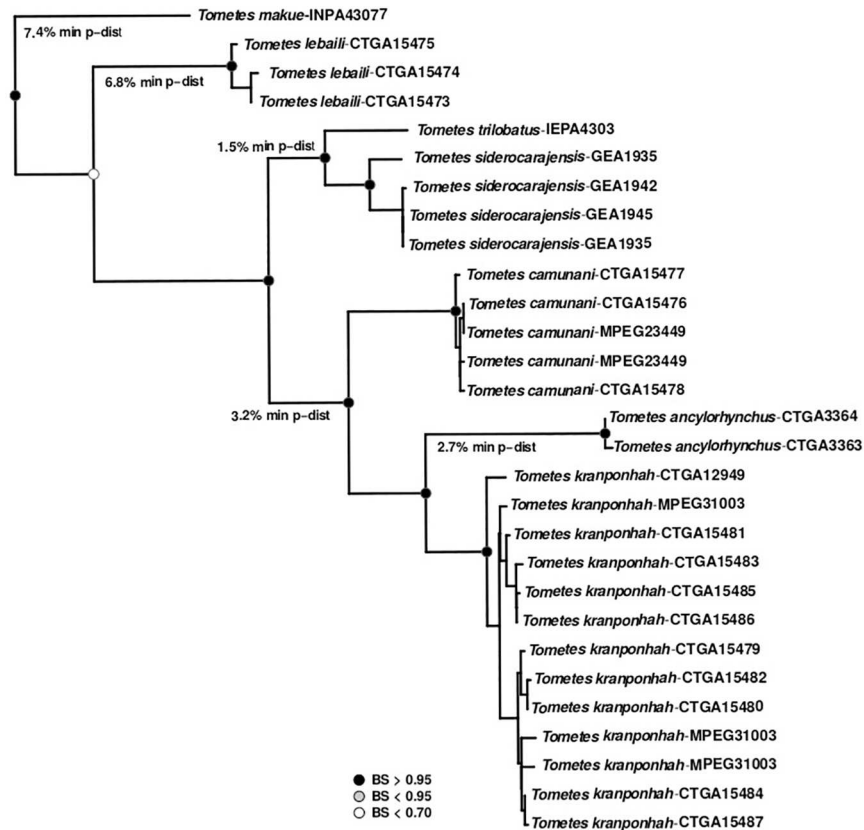 Tometes makue-INPA43077
7.4% min p-dist
Tometes lebaili-CTGA15475
6.8% min p-dist
Tometes lebaili-CTGA15474
Tometes lebaili-CTGA15473
Tometes trilobatus-IEPA4303
1.5% min p-dist
Tometes siderocarajensis-GEA1935
Tometes siderocarajensis-GEA1942
Tometes siderocarajensis-GEA1945
Tometes siderocarajensis-GEA1935
Tometes camunani-CTGA15477
Tometes camunani-CTGA15476
Tometes camunani-MPEG23449
Tometes camunani-MPEG23449
Tometes camunani-CTGA15478
3.2% min p-dist
Tometes ancylorhynchus-CTGA3364
2.7% min p-dist
Tometes ancylorhynchus-CTGA3363
Tometes kranponhah-CTGA12949
Tometes kranponhah-MPEG31003
Tometes kranponhah-CTGA15481
Tometes kranponhah-CTGA15483
Tometes kranponhah-CTGA15485
Tometes kranponhah-CTGA15486
Tometes kranponhah-CTGA15479
Tometes kranponhah-CTGA15482
Tometes kranponhah-CTGA15480
Tometes kranponhah-MPEG31003
Tometes kranponhah-MPEG31003
Tometes kranponhah-CTGA15484
Tometes kranponhah-CTGA15487
BS > 0.95
BS < 0.95
BS < 0.70